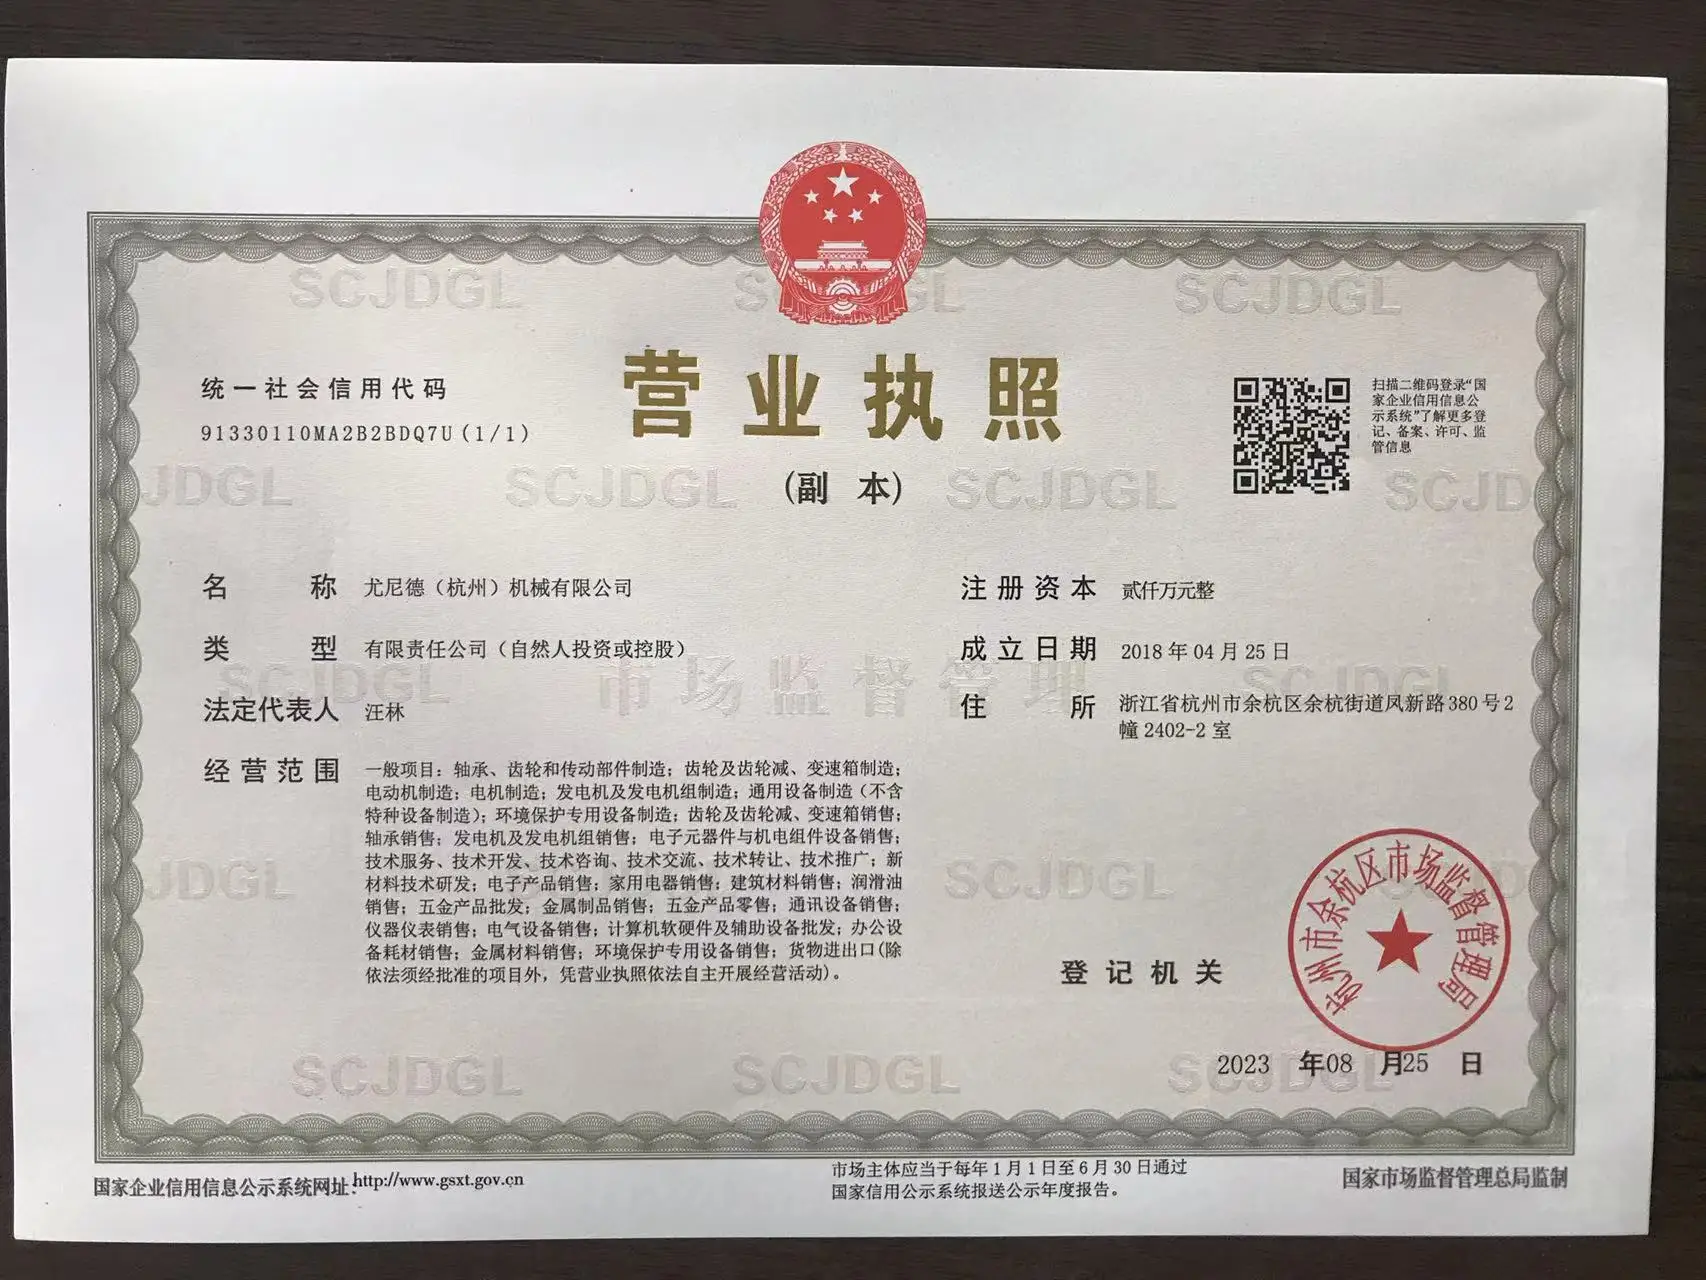 SCJDGL SCJDGL SCJDGL
统一社会信用代码
91330110MA2B2BDQ7U(1/1)
营业执照
(副 本)
扫描二维码登录“国
家企业信用信息公
示系统”了解更多登
记、备案、许可、监
管信息
JDGL SCJDGL SCJDGL SCJD
名 称 尤尼德（杭州）机械有限公司
类 型 有限责任公司（自然人投资或控股）
法定代表人 汪林
经营范围 一般项目：轴承、齿轮和传动部件制造；齿轮及齿轮减、变速箱制造；
电动机制造；电机制造；发电机及发电机组制造；通用设备制造（不含
特种设备制造）；环境保护专用设备制造；齿轮及齿轮减、变速箱销售；
轴承销售；发电机及发电机组销售；电子元器件与机电组件设备销售；
技术服务、技术开发、技术咨询、技术交流、技术转让、技术推广；新
材料技术研发；电子产品销售；家用电器销售；建筑材料销售；润滑油
销售；五金产品批发；金属制品销售；五金产品零售；通讯设备销售；
仪器仪表销售；电气设备销售；计算机软硬件及辅助设备批发；办公设
备耗材销售；金属材料销售；环境保护专用设备销售；货物进出口(除
依法须经批准的项目外，凭营业执照依法自主开展经营活动)。
注册资本 贰仟万元整
成立日期 2018年04月25日
住 所 浙江省杭州市余杭区余杭街道凤新路380号2
幢2402-2室
SCJDGL 市场监督管理 SCJDGL
JDGL SCJDGL
登记机关
杭州市余杭区市场监督管理局
2023 年08 月25 日
SCJDGL SCJDGL SCJDGL
国家企业信用信息公示系统网址：http://www.gsxt.gov.cn
市场主体应当于每年1月1日至6月30日通过
国家信用公示系统报送公示年度报告。
国家市场监督管理总局监制